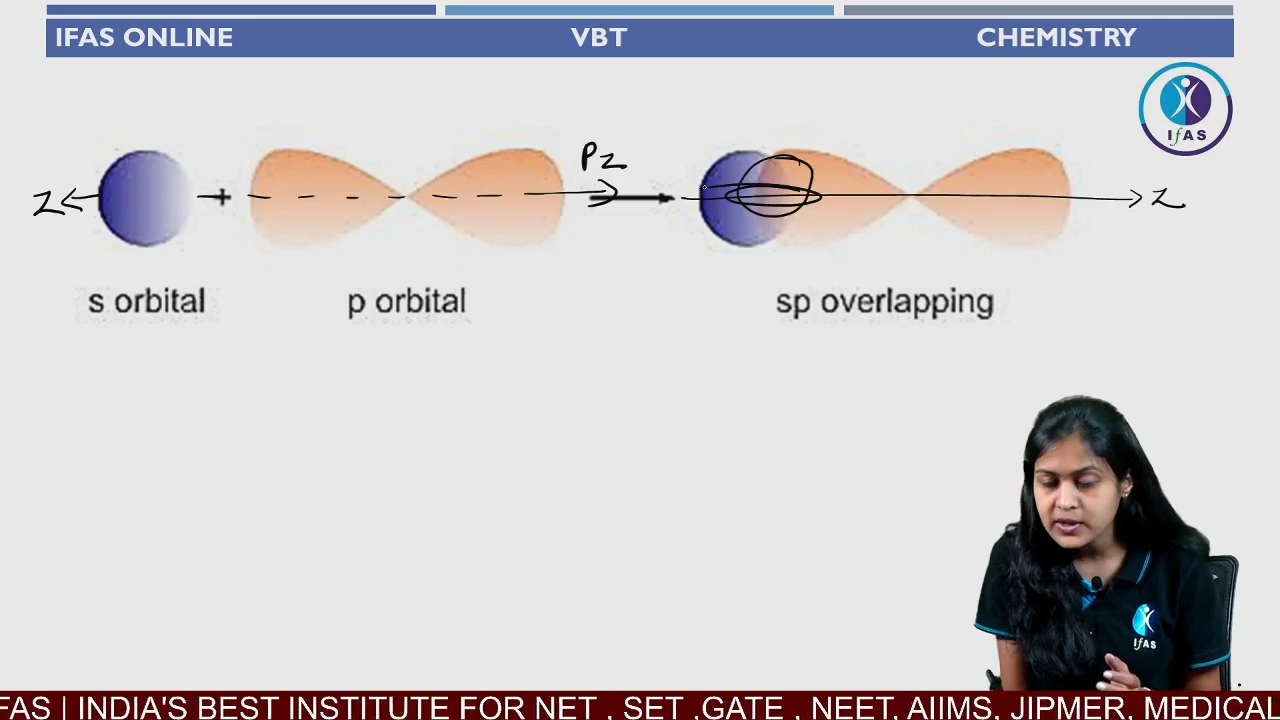 IFAS ONLINE VBT CHEMISTRY
IfAS
Pz
Z + Z
s orbital p orbital sp overlapping
IfAS
FAS | INDIA'S BEST INSTITUTE FOR NET , SET ,GATE , NEET, AIIMS, JIPMER, MEDICAL